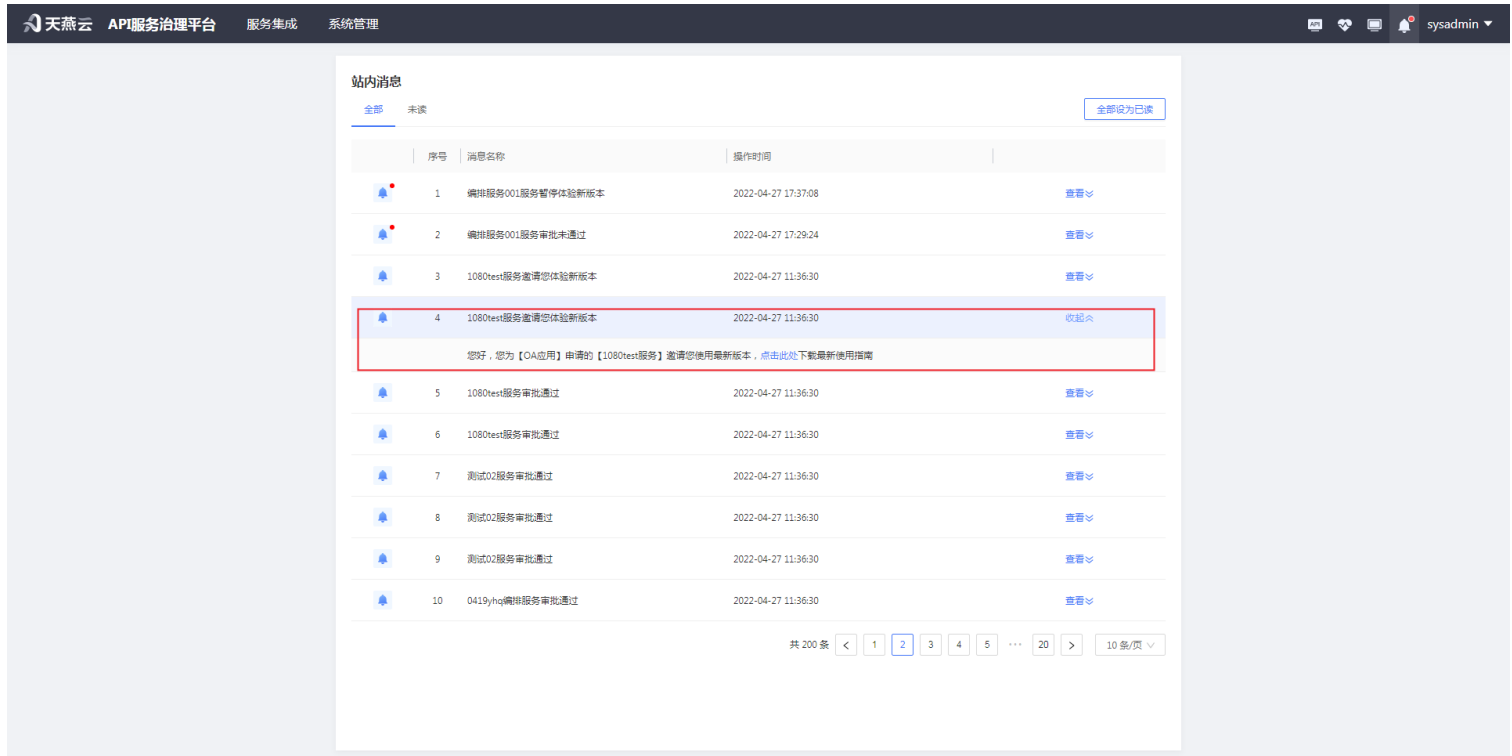 天燕云 API服务治理平台 服务集成 系统管理 API sysadmin
站内消息
全部 未读 全部设为已读
序号 消息名称 操作时间
1 编排服务001服务暂停体验新版本 2022-04-27 17:37:08 查看
2 编排服务001服务审批未通过 2022-04-27 17:29:24 查看
3 1080test服务邀请您体验新版本 2022-04-27 11:36:30 查看
4 1080test服务邀请您体验新版本 2022-04-27 11:36:30 收起
您好，您为【OA应用】申请的【1080test服务】邀请您使用最新版本，点击此处下载最新使用指南
5 1080test服务审批通过 2022-04-27 11:36:30 查看
6 1080test服务审批通过 2022-04-27 11:36:30 查看
7 测试02服务审批通过 2022-04-27 11:36:30 查看
8 测试02服务审批通过 2022-04-27 11:36:30 查看
9 测试02服务审批通过 2022-04-27 11:36:30 查看
10 0419yhq编排服务审批通过 2022-04-27 11:36:30 查看
共 200 条 < 1 2 3 4 5 ··· 20 > 10 条/页